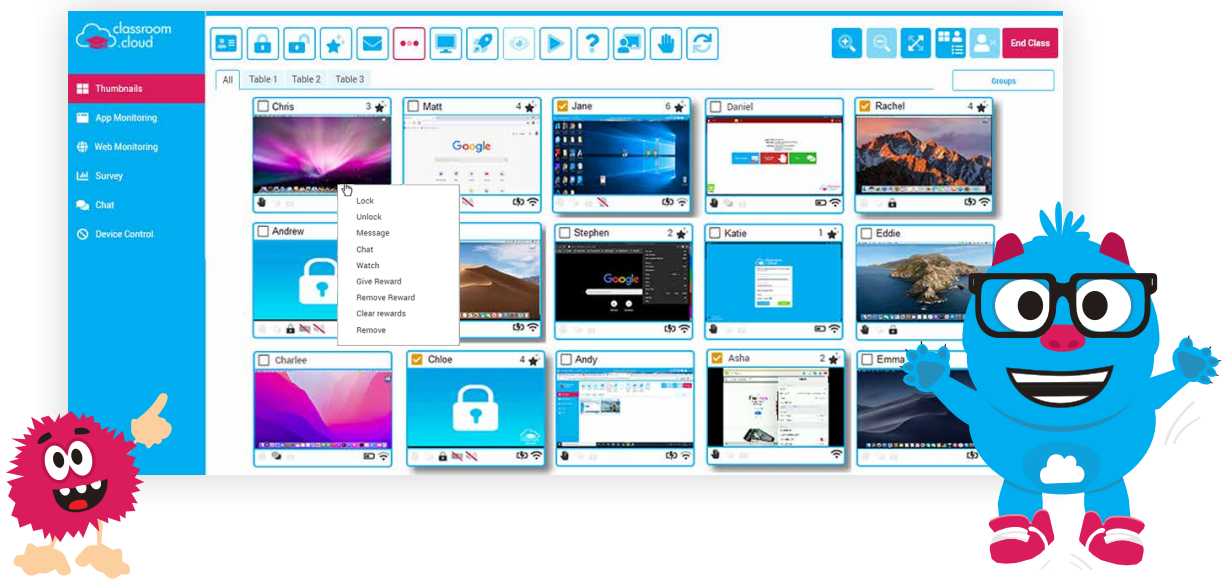 classroom
.cloud
End Class
Thumbnails
App Monitoring
Web Monitoring
Survey
Chat
Device Control
All Table 1 Table 2 Table 3
Groups
Chris 3
Matt 4
Jane 6
Daniel
Rachel 4
Google
Lock
Unlock
Message
Chat
Watch
Give Reward
Remove Reward
Clear rewards
Remove
Andrew
Stephen 2
Katie 1
Eddie
Google
Charlee
Chloe 4
Andy
Asha 2
Emma